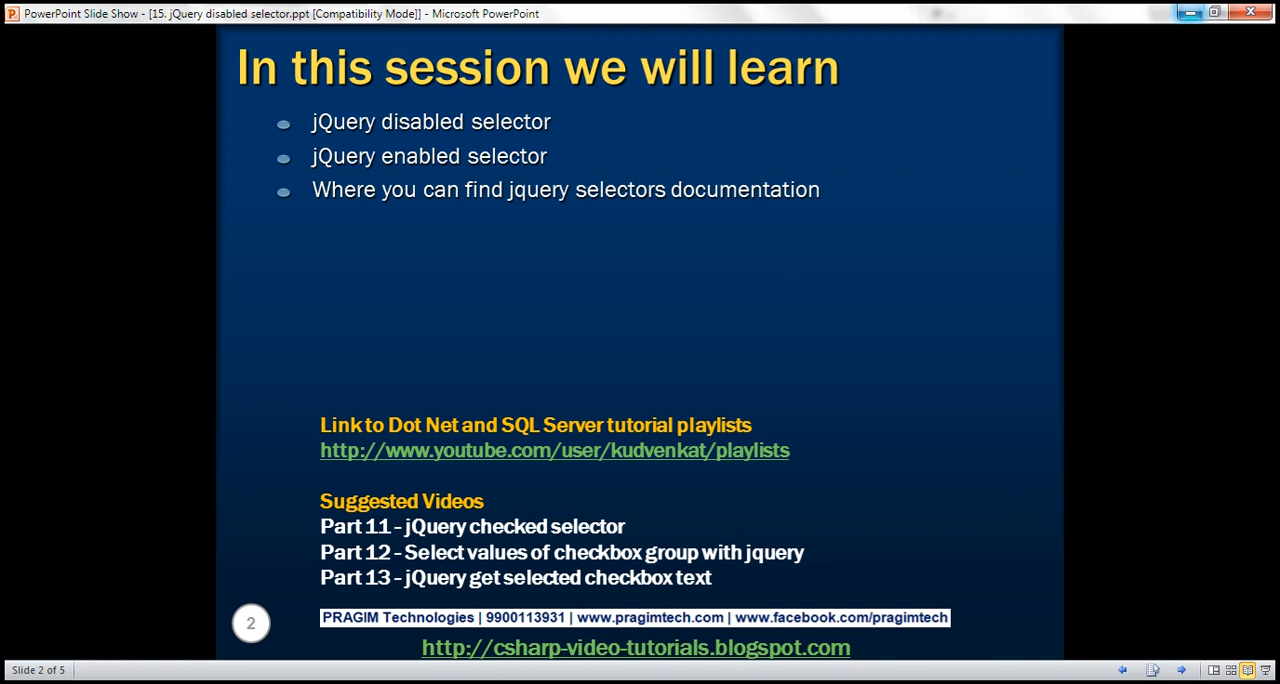 PowerPoint Slide Show - [15. jQuery disabled selector.ppt [Compatibility Mode]] - Microsoft PowerPoint
In this session we will learn
jQuery disabled selector
jQuery enabled selector
Where you can find jquery selectors documentation
Link to Dot Net and SQL Server tutorial playlists
http://www.youtube.com/user/kudvenkat/playlists
Suggested Videos
Part 11 - jQuery checked selector
Part 12 - Select values of checkbox group with jquery
Part 13 - jQuery get selected checkbox text
2
PRAGIM Technologies | 9900113931 | www.pragimtech.com | www.facebook.com/pragimtech
http://csharp-video-tutorials.blogspot.com
Slide 2 of 5